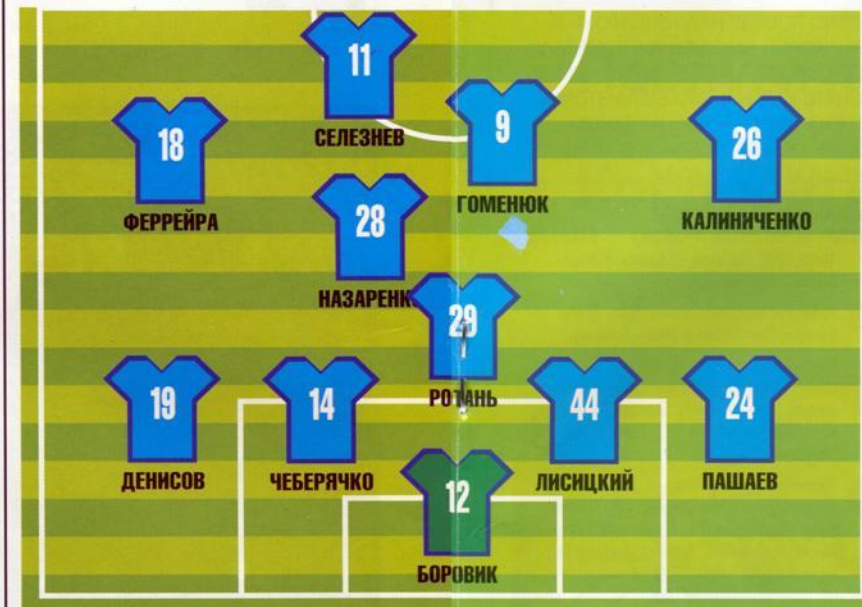 11
СЕЛЕЗНЕВ
9
ГОМЕНЮК
18
ФЕРРЕЙРА
26
КАЛИНИЧЕНКО
28
НАЗАРЕНК
29
РОТАНЬ
19
ДЕНИСОВ
14
ЧЕБЕРЯЧКО
44
ЛИСИЦКИЙ
24
ПАШАЕВ
12
БОРОВИК